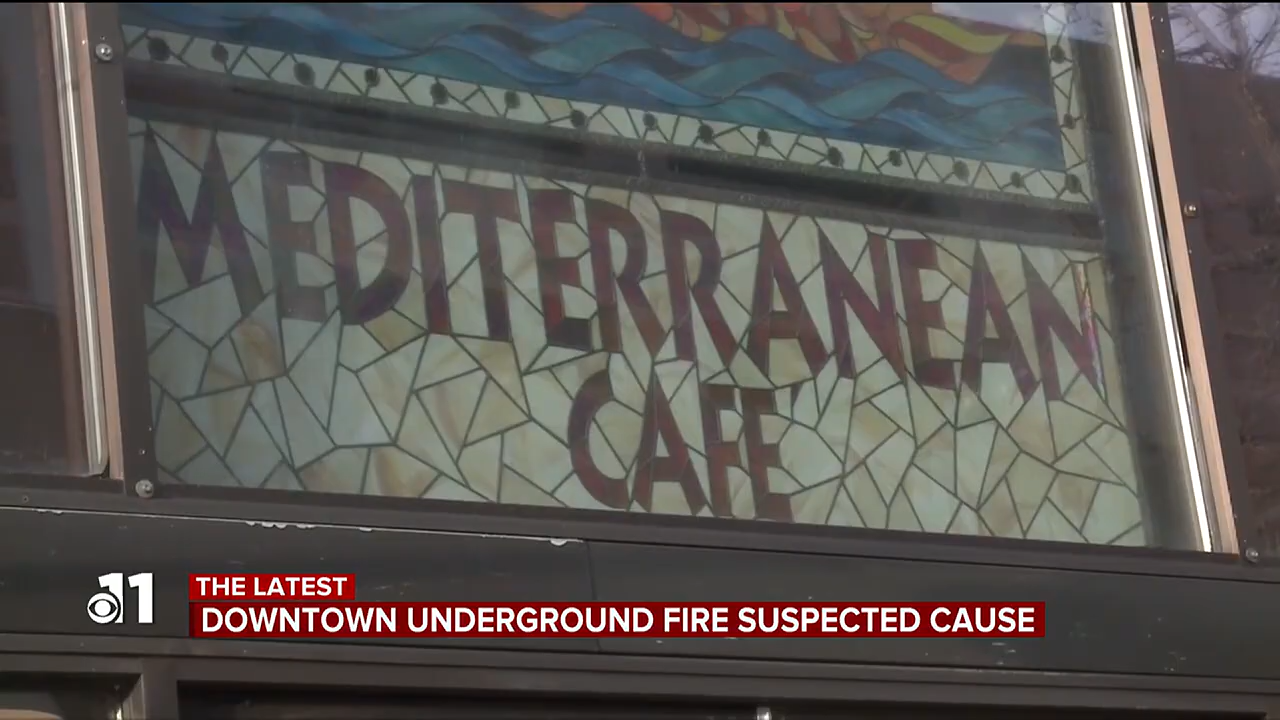 MEDITERRANEAN
CAFE
11
THE LATEST
DOWNTOWN UNDERGROUND FIRE SUSPECTED CAUSE